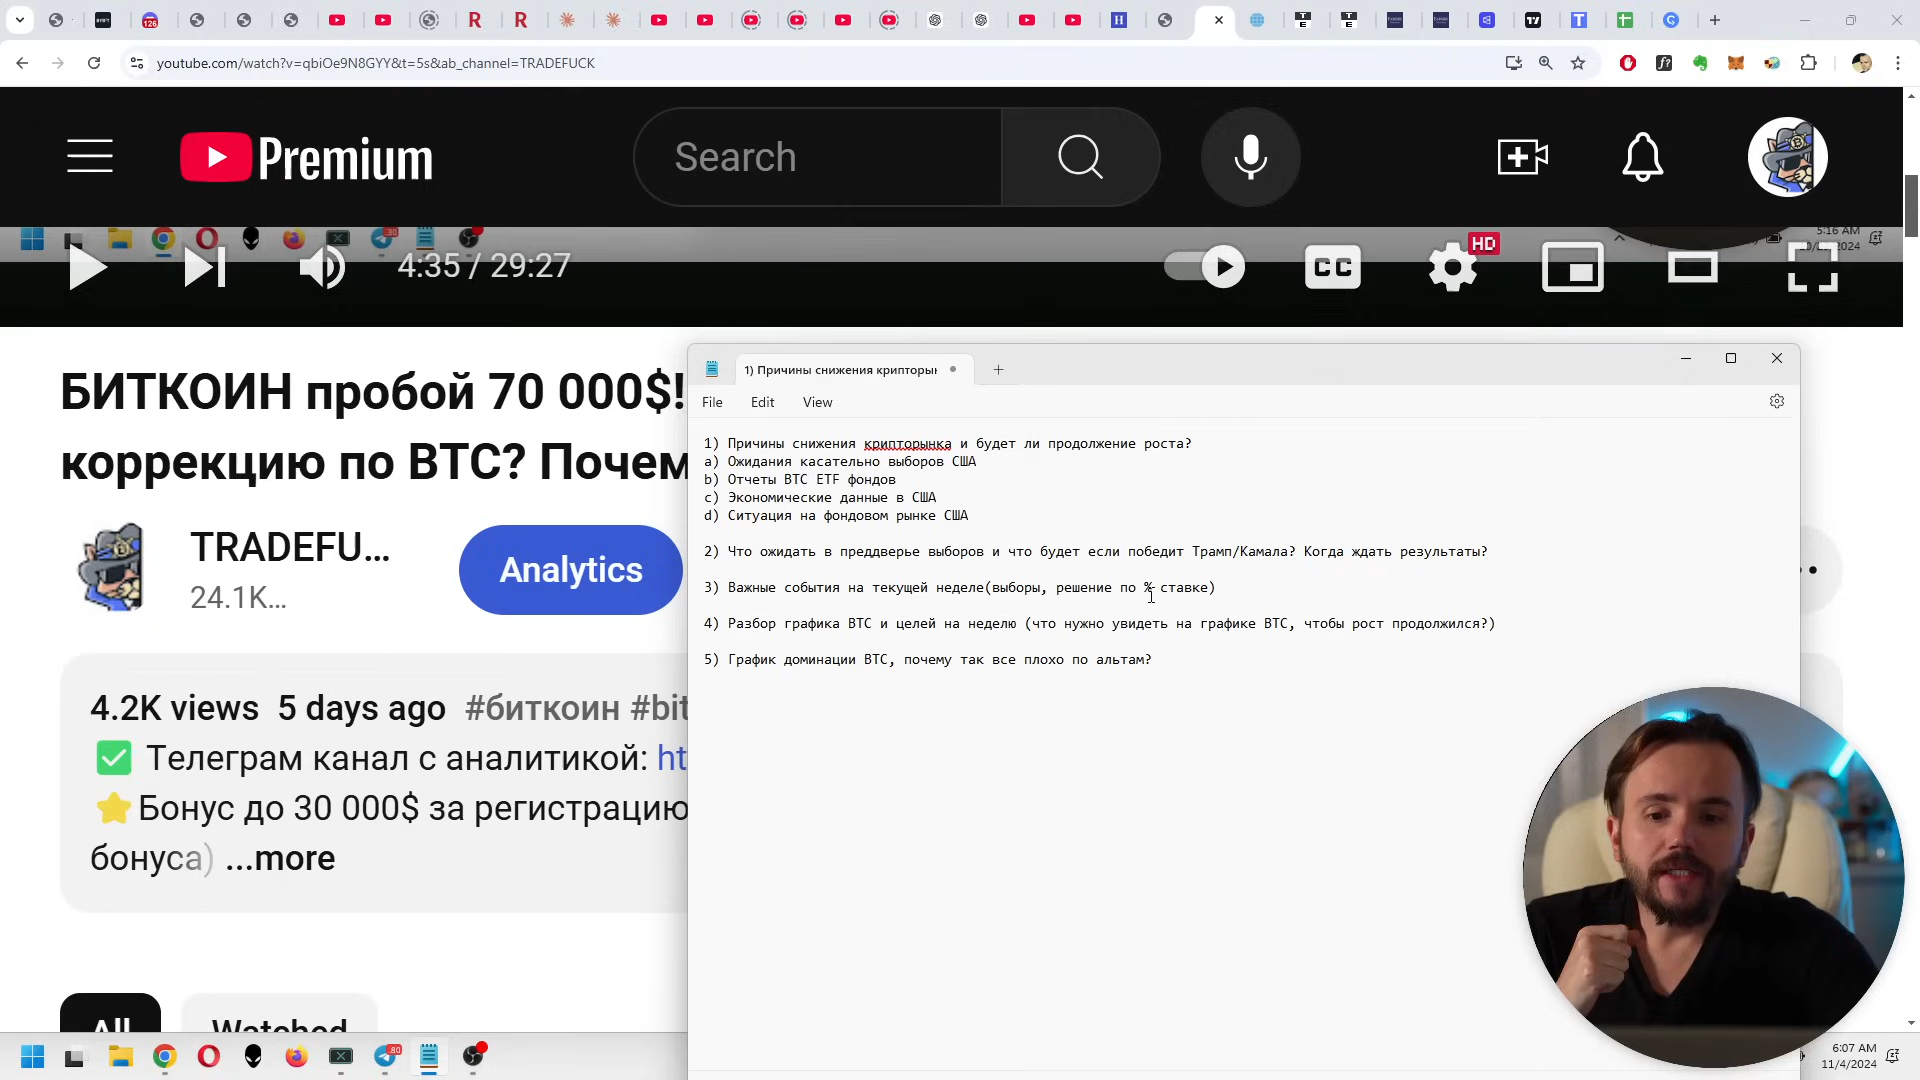 126
youtube.com/watch?v=qbiOe9N8GYY&t=5s&ab_channel=TRADEFUCK
Premium
Search
5:16 AM
4:35 / 29:27
CC
HD
БИТКОИН пробой 70 000$!
коррекцию по BTC? Почем
TRADEFU...
24.1K...
Analytics
4.2K views 5 days ago #биткоин #bit
Телеграм канал с аналитикой: ht
Бонус до 30 000$ за регистрацию
бонуса) ...more
All
Watched
1) Причины снижения крипторын
File Edit View
1) Причины снижения крипторынка и будет ли продолжение роста?
a) Ожидания касательно выборов США
b) Отчеты BTC ETF фондов
c) Экономические данные в США
d) Ситуация на фондовом рынке США
2) Что ожидать в преддверье выборов и что будет если победит Трамп/Камала? Когда ждать результаты?
3) Важные события на текущей неделе(выборы, решение по % ставке)
4) Разбор графика BTC и целей на неделю (что нужно увидеть на графике BTC, чтобы рост продолжился?)
5) График доминации BTC, почему так все плохо по альтам?
80
6:07 AM
11/4/2024